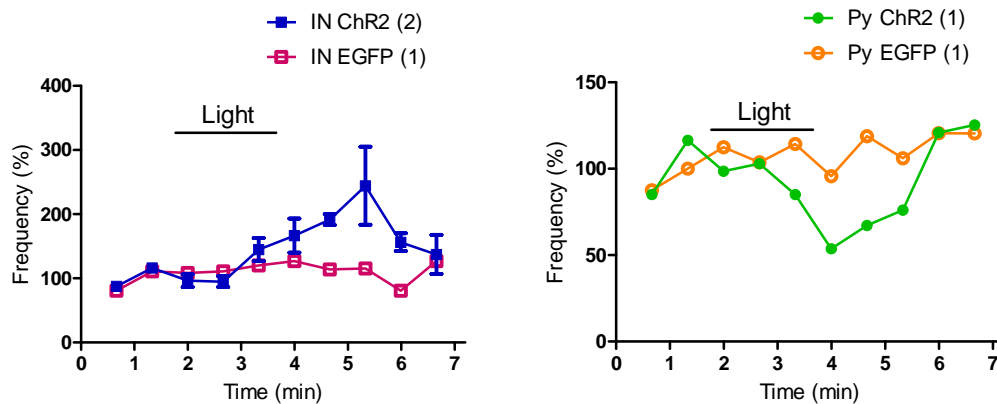 IN ChR2 (2)
IN EGFP (1)
400
300
200
100
0
Frequency (%)
Light
0 1 2 3 4 5 6 7
Time (min)
Py ChR2 (1)
Py EGFP (1)
150
100
50
0
Frequency (%)
Light
0 1 2 3 4 5 6 7
Time (min)